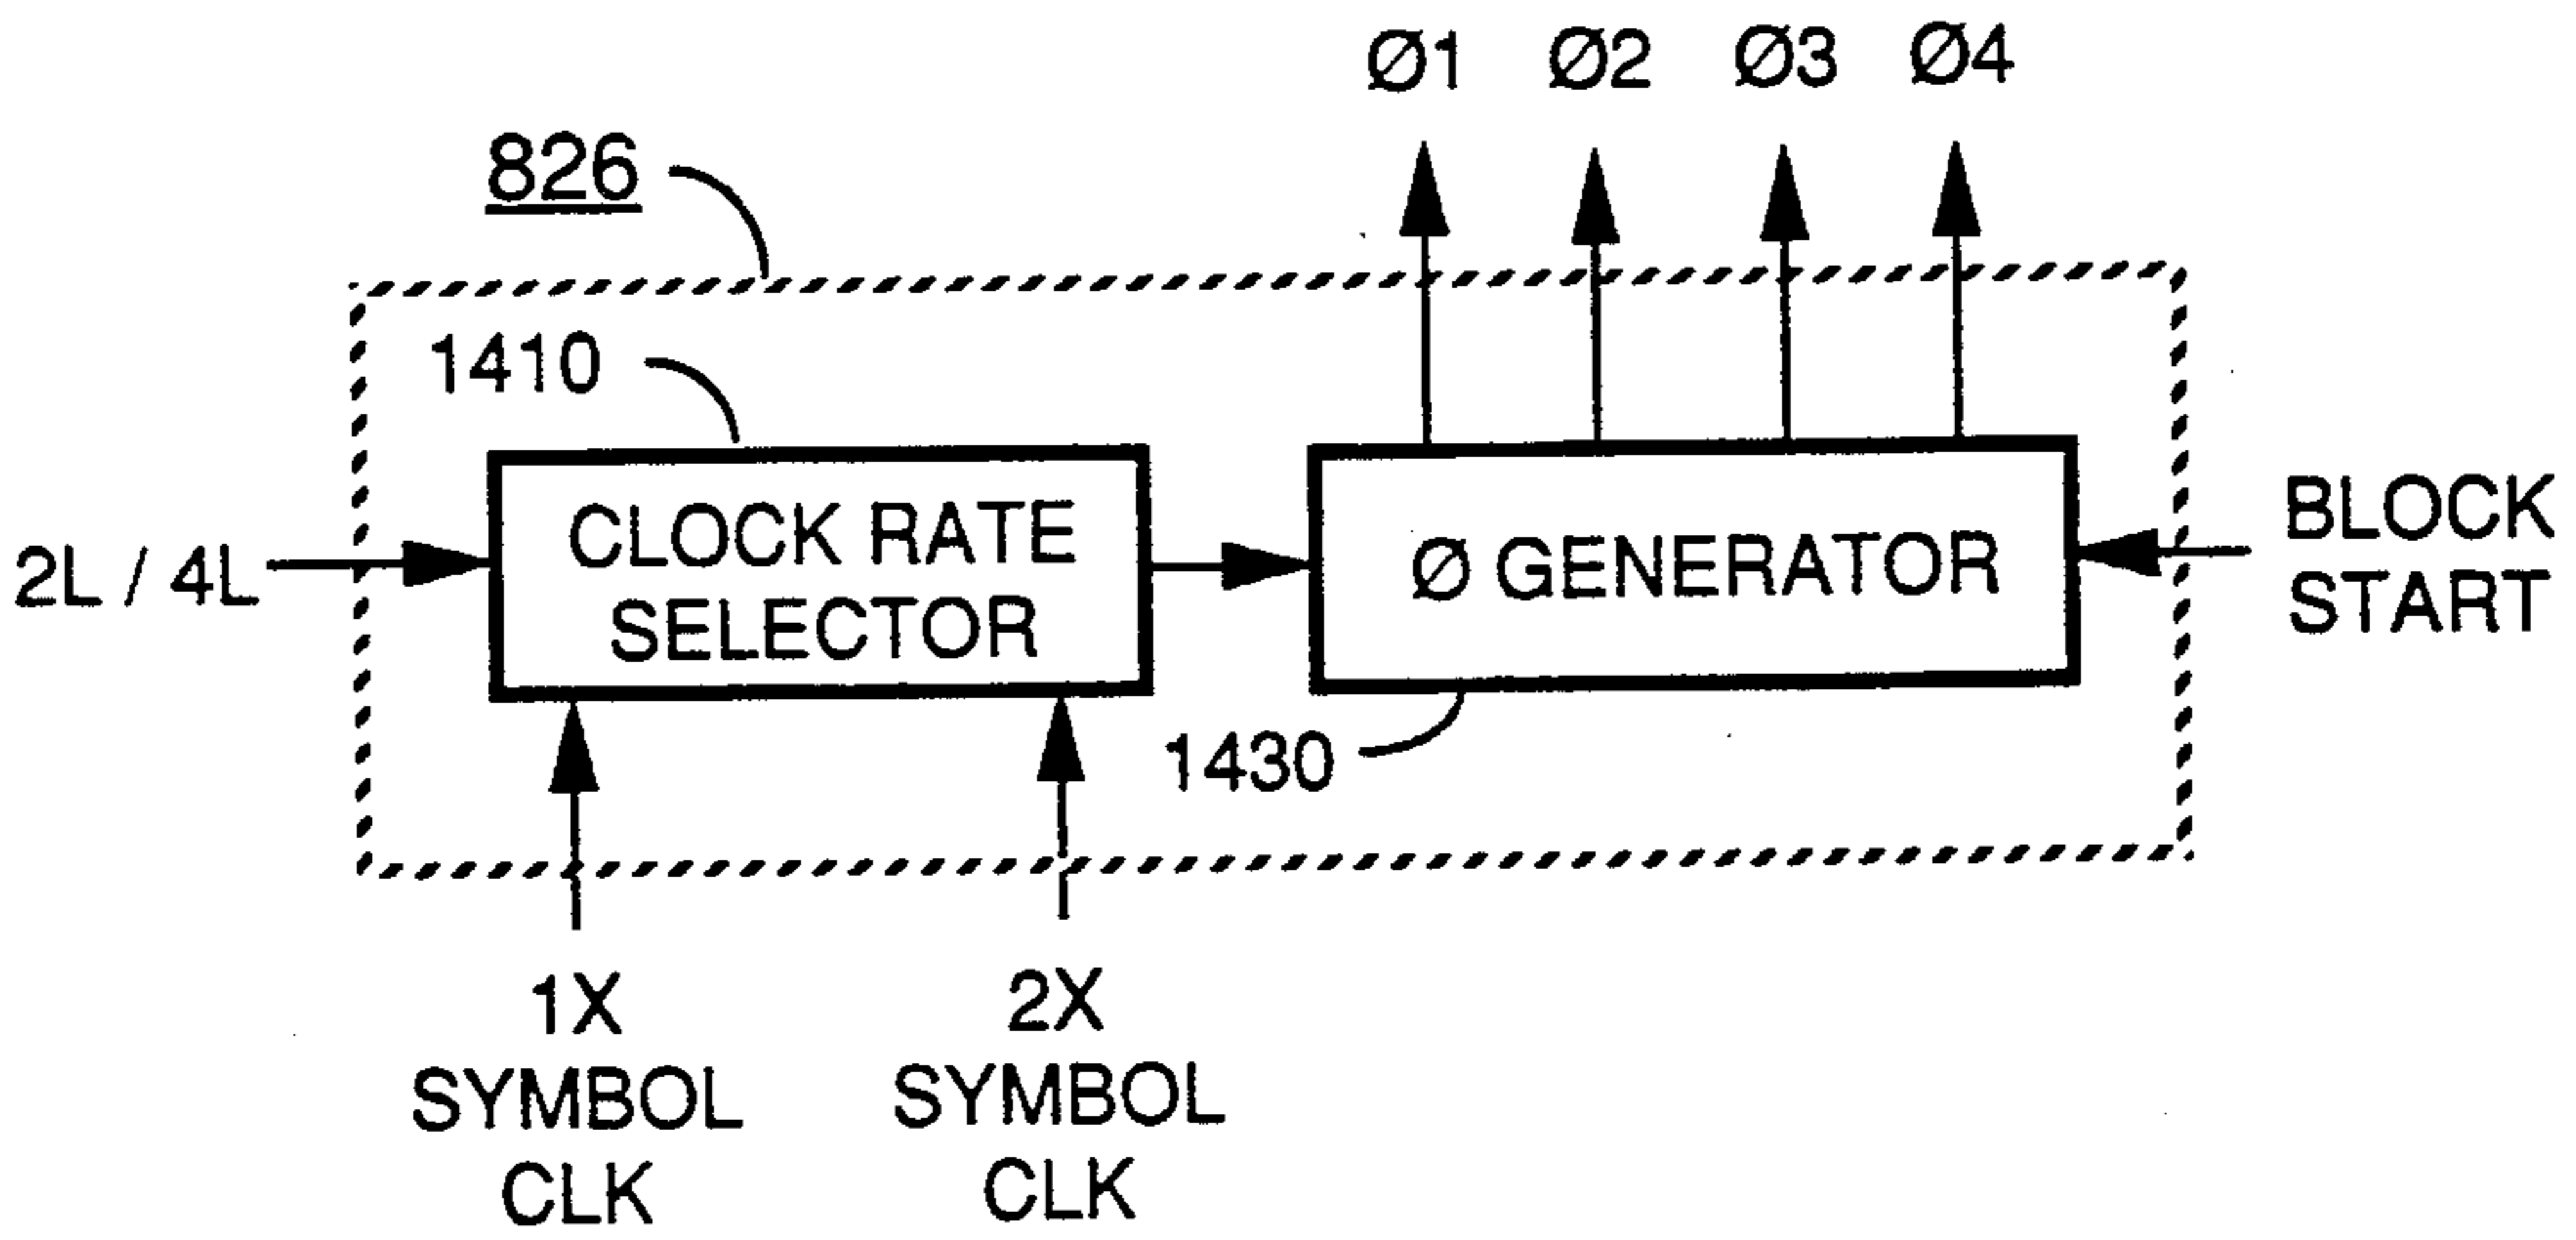 Ø1 Ø2 Ø3 Ø4
826
1410
CLOCK RATE
SELECTOR
2L / 4L
Ø GENERATOR
BLOCK
START
1430
1X
SYMBOL
CLK
2X
SYMBOL
CLK